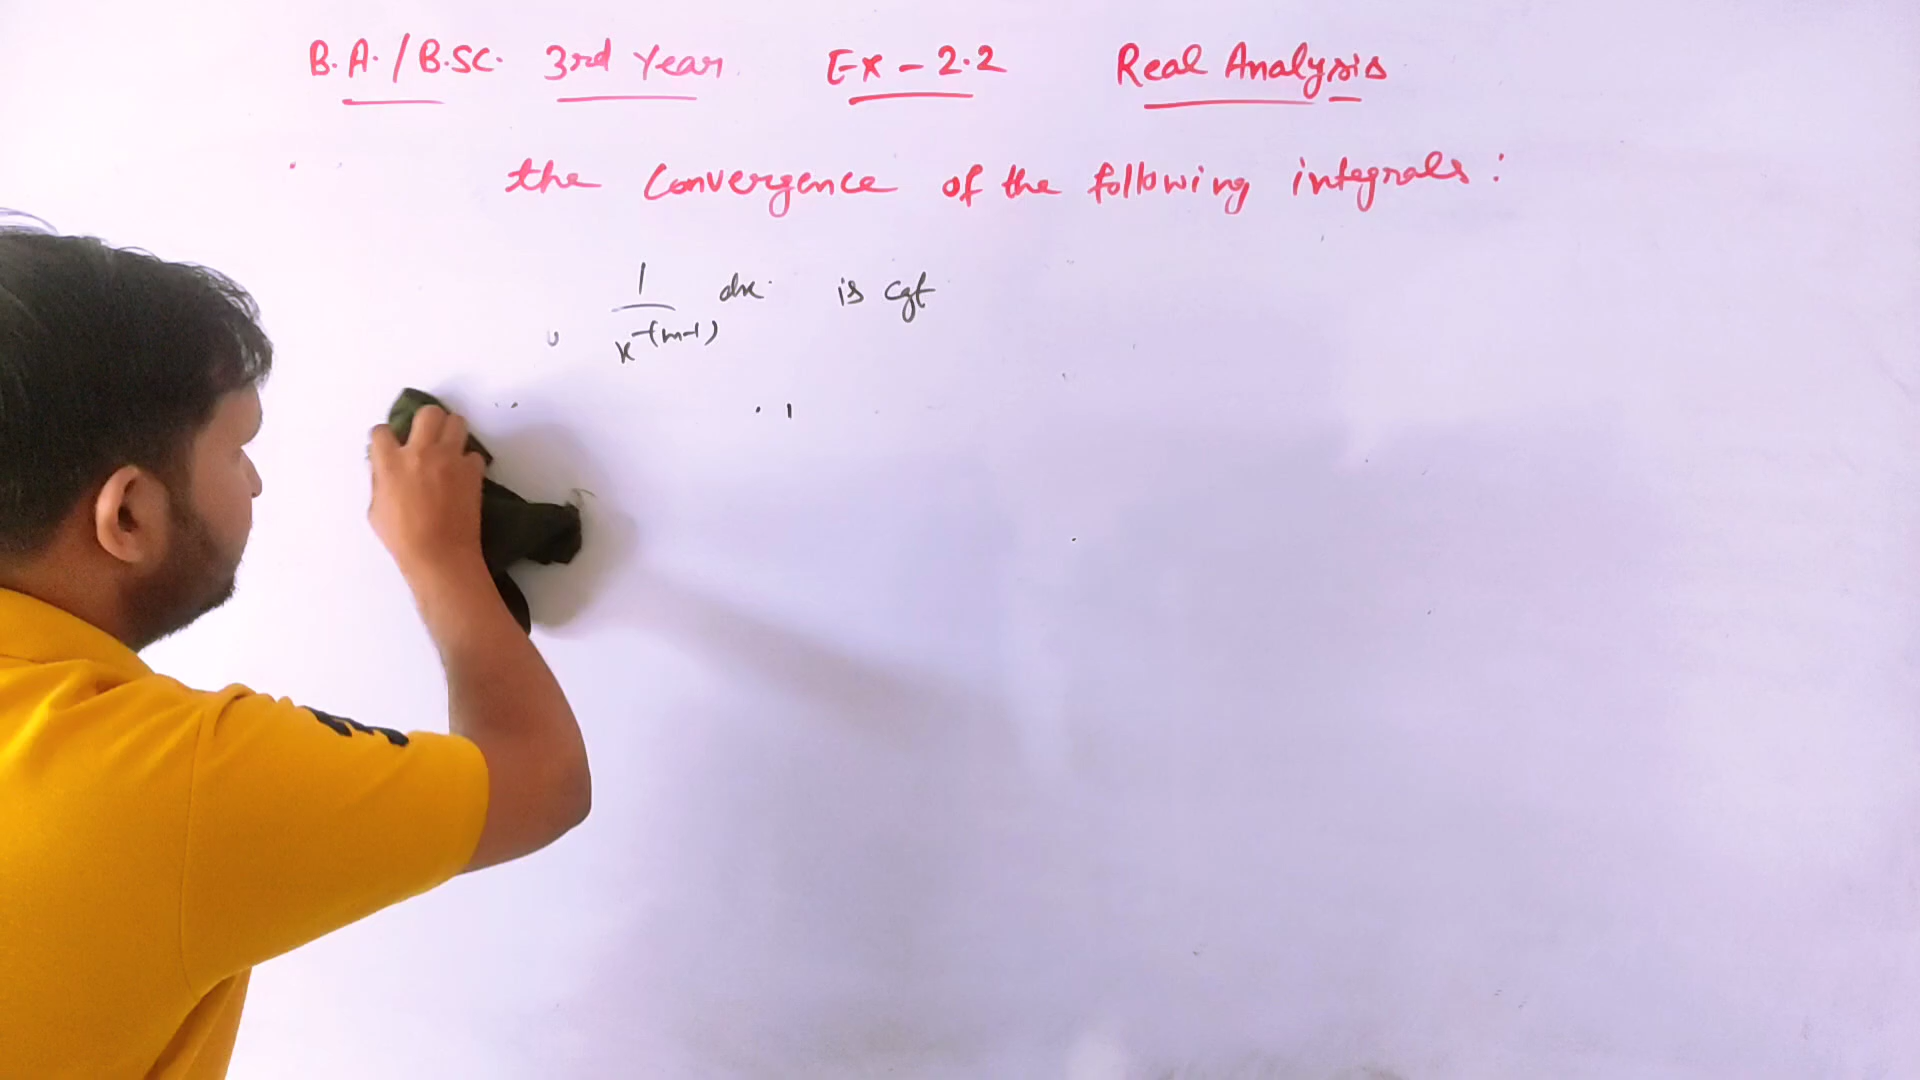 B.A./B.SC. 3rd Year Ex - 2.2 Real Analysis
the Convergence of the following integrals :
1/x^-(m-1) dx is cgt